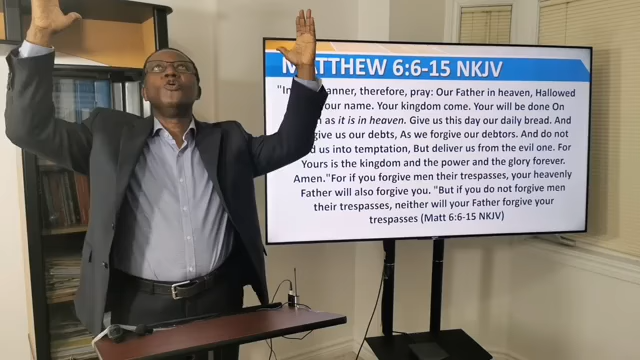 MATTHEW 6:6-15 NKJV
"In manner, therefore, pray: Our Father in heaven, Hallowed
your name. Your kingdom come. Your will be done On
as it is in heaven. Give us this day our daily bread. And
give us our debts, As we forgive our debtors. And do not
us into temptation, But deliver us from the evil one. For
Yours is the kingdom and the power and the glory forever.
Amen."For if you forgive men their trespasses, your heavenly
Father will also forgive you. "But if you do not forgive men
their trespasses, neither will your Father forgive your
trespasses (Matt 6:6-15 NKJV)